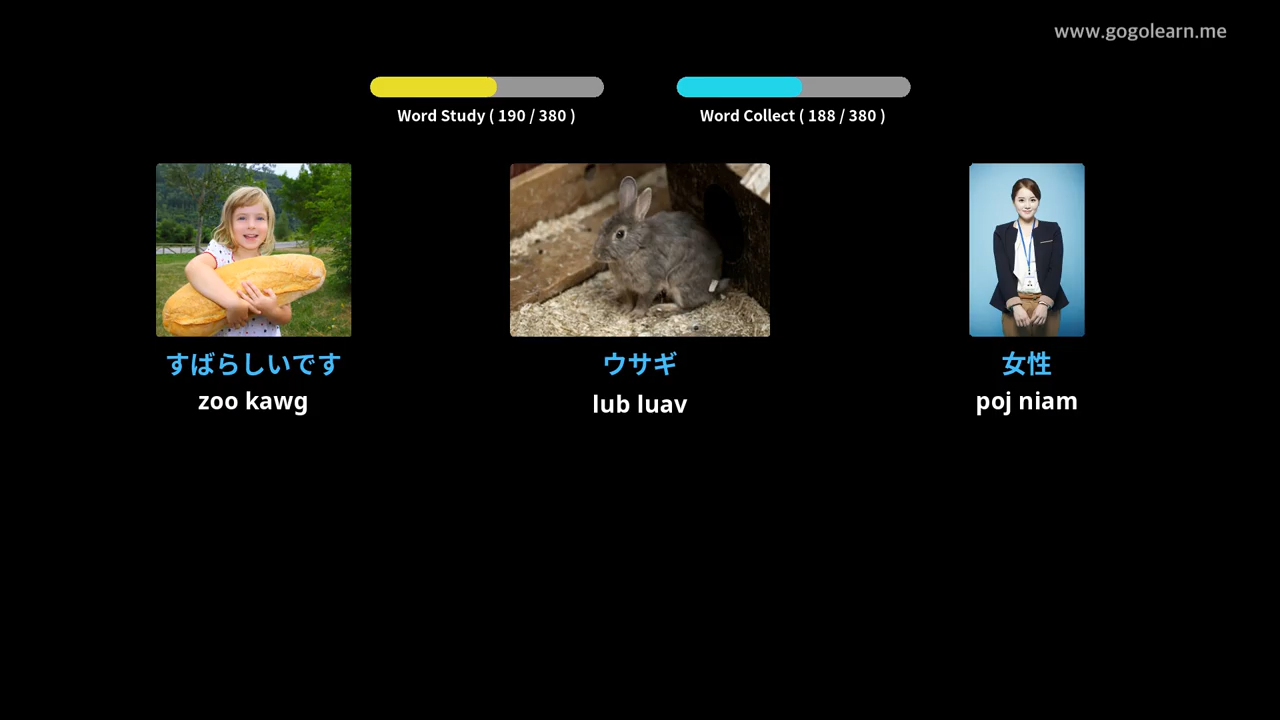 www.gogolearn.me
Word Study ( 190 / 380 )
Word Collect ( 188 / 380 )
すばらしいです
zoo kawg
ウサギ
lub luav
女性
poj niam